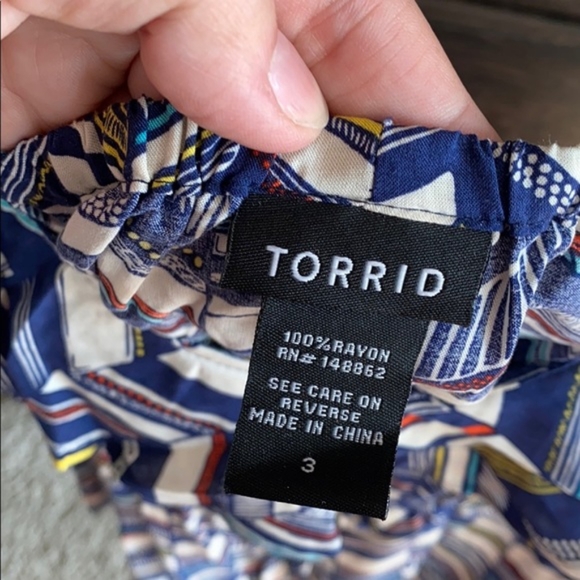 TORRID
100% RAYON
RN# 148862
SEE CARE ON
REVERSE
MADE IN CHINA
3